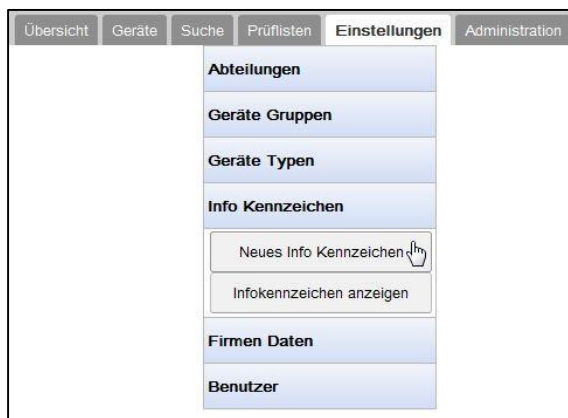 Übersicht Geräte Suche Prüflisten Einstellungen Administration
Abteilungen
Geräte Gruppen
Geräte Typen
Info Kennzeichen
Neues Info Kennzeichen
Infokennzeichen anzeigen
Firmen Daten
Benutzer